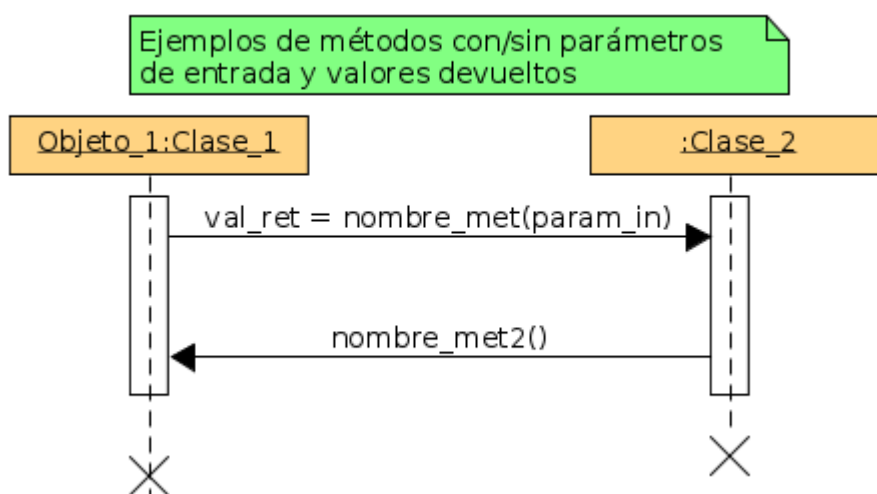 Ejemplos de métodos con/sin parámetros
de entrada y valores devueltos
Objeto_1:Clase_1
:Clase_2
val_ret = nombre_met(param_in)
nombre_met2()